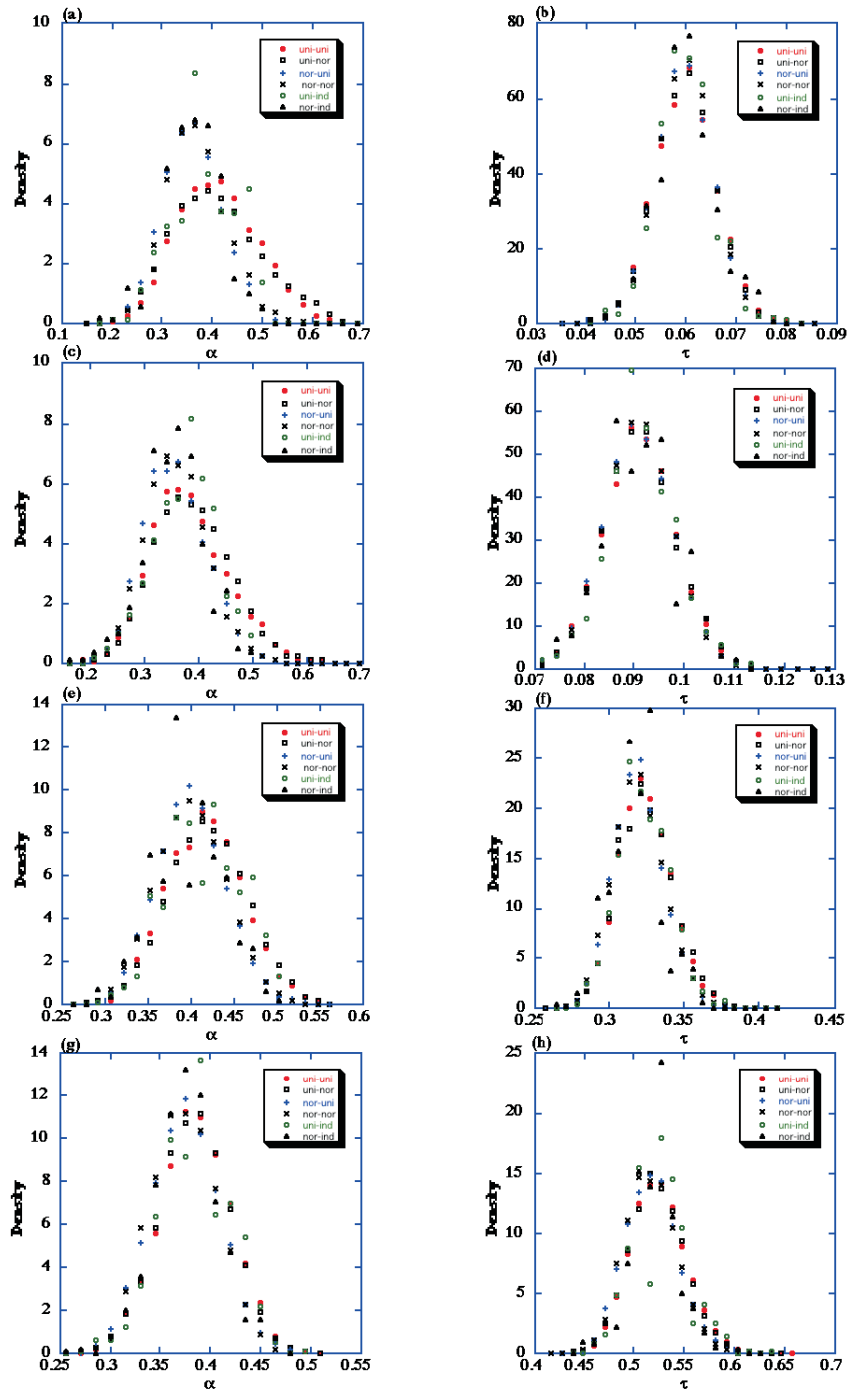 (a)
10
8
6
4
2
0
Density
uni-uni
uni-nor
nor-uni
nor-nor
uni-ind
nor-ind
0.1 0.2 0.3 0.4 0.5 0.6 0.7
α
(b)
80
60
40
20
0
Density
uni-uni
uni-nor
nor-uni
nor-nor
uni-ind
nor-ind
0.03 0.04 0.05 0.06 0.07 0.08 0.09
τ
(c)
10
8
6
4
2
0
Density
uni-uni
uni-nor
nor-uni
nor-nor
uni-ind
nor-ind
0.2 0.3 0.4 0.5 0.6 0.7
α
(d)
70
60
50
40
30
20
10
0
Density
uni-uni
uni-nor
nor-uni
nor-nor
uni-ind
nor-ind
0.07 0.08 0.09 0.1 0.11 0.12 0.13
τ
(e)
14
12
10
8
6
4
2
0
Density
uni-uni
uni-nor
nor-uni
nor-nor
uni-ind
nor-ind
0.25 0.3 0.35 0.4 0.45 0.5 0.55 0.6
α
(f)
30
25
20
15
10
5
0
Density
uni-uni
uni-nor
nor-uni
nor-nor
uni-ind
nor-ind
0.25 0.3 0.35 0.4 0.45
τ
(g)
14
12
10
8
6
4
2
0
Density
uni-uni
uni-nor
nor-uni
nor-nor
uni-ind
nor-ind
0.25 0.3 0.35 0.4 0.45 0.5 0.55
α
(h)
25
20
15
10
5
0
Density
uni-uni
uni-nor
nor-uni
nor-nor
uni-ind
nor-ind
0.4 0.45 0.5 0.55 0.6 0.65 0.7
τ